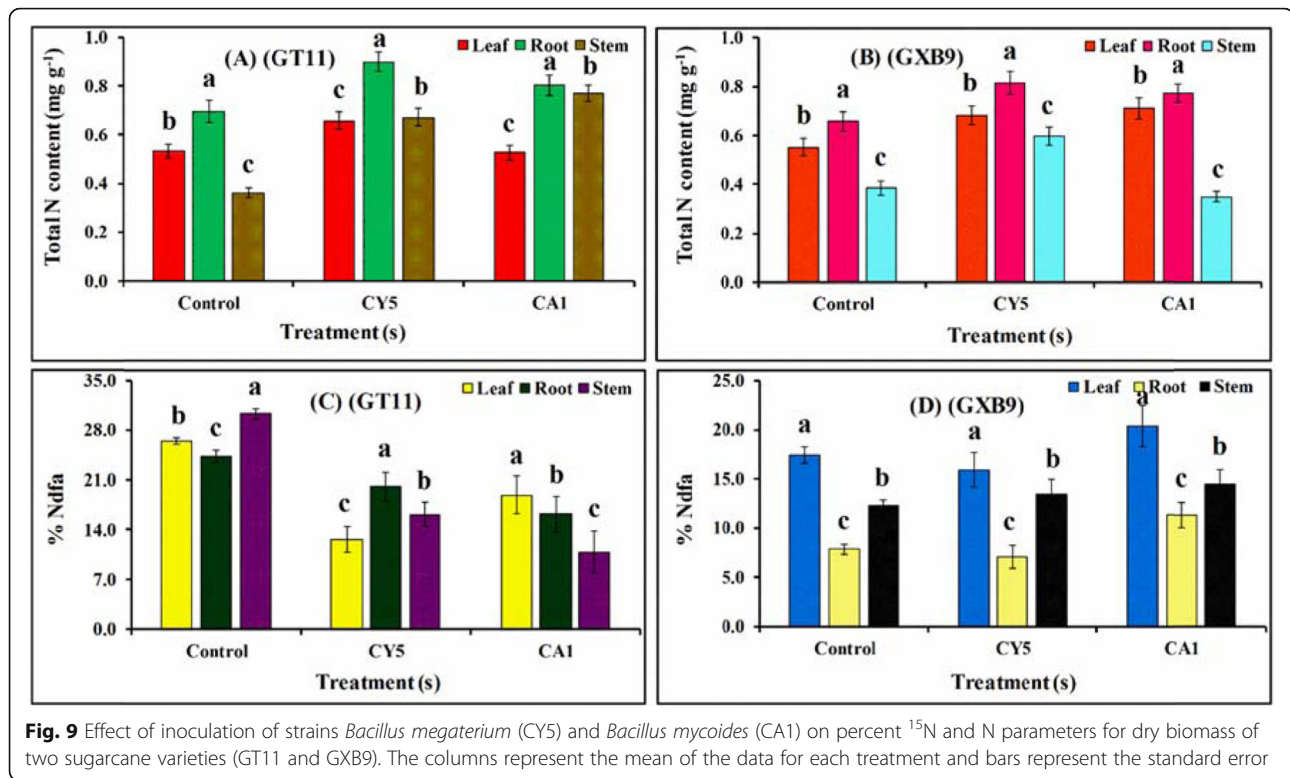 (A) (GT11)
Leaf Root Stem
Total N content (mg g-1)
1.0
0.8
0.6
0.4
0.2
0.0
b a c
c a b
c a b
Control CY5 CA1
Treatment (s)
(B) (GXB9)
Leaf Root Stem
Total N content (mg g-1)
1.0
0.8
0.6
0.4
0.2
0.0
b a c
b a c
b a c
Control CY5 CA1
Treatment (s)
(C) (GT11)
Leaf Root Stem
% Ndfa
35.0
28.0
21.0
14.0
7.0
0.0
b c a
c a b
a b c
Control CY5 CA1
Treatment (s)
(D) (GXB9)
Leaf Root Stem
% Ndfa
25.0
20.0
15.0
10.0
5.0
0.0
a c b
a c b
a c b
Control CY5 CA1
Treatment (s)
Fig. 9 Effect of inoculation of strains Bacillus megaterium (CY5) and Bacillus mycoides (CA1) on percent 15N and N parameters for dry biomass of
two sugarcane varieties (GT11 and GXB9). The columns represent the mean of the data for each treatment and bars represent the standard error